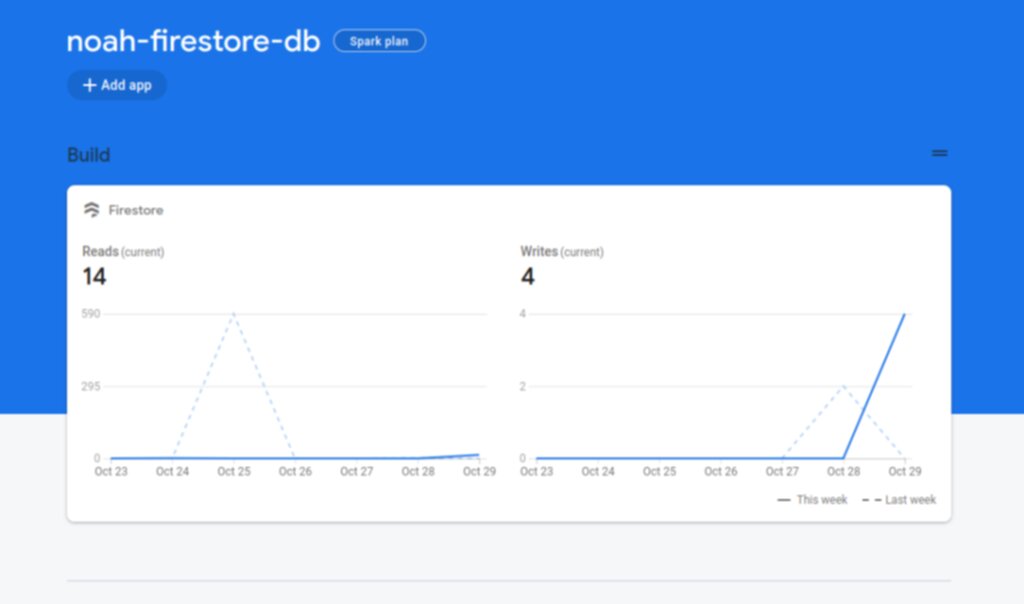 noah-firestore-db Spark plan
+ Add app
Build
Firestore
Reads (current)
14
590
295
0
Oct 23 Oct 24 Oct 25 Oct 26 Oct 27 Oct 28 Oct 29
Writes (current)
4
4
2
0
Oct 23 Oct 24 Oct 25 Oct 26 Oct 27 Oct 28 Oct 29
This week Last week